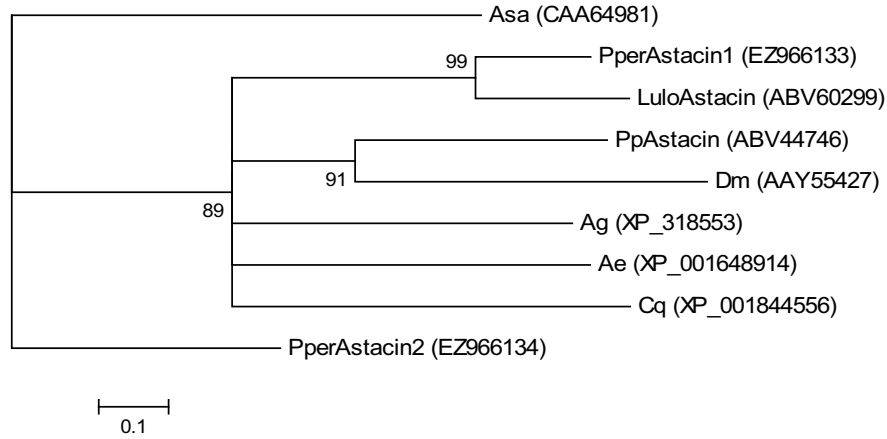 Asa (CAA64981)
99
PperAstacin1 (EZ966133)
LuloAstacin (ABV60299)
PpAstacin (ABV44746)
91
Dm (AAY55427)
89
Ag (XP_318553)
Ae (XP_001648914)
Cq (XP_001844556)
PperAstacin2 (EZ966134)
0.1